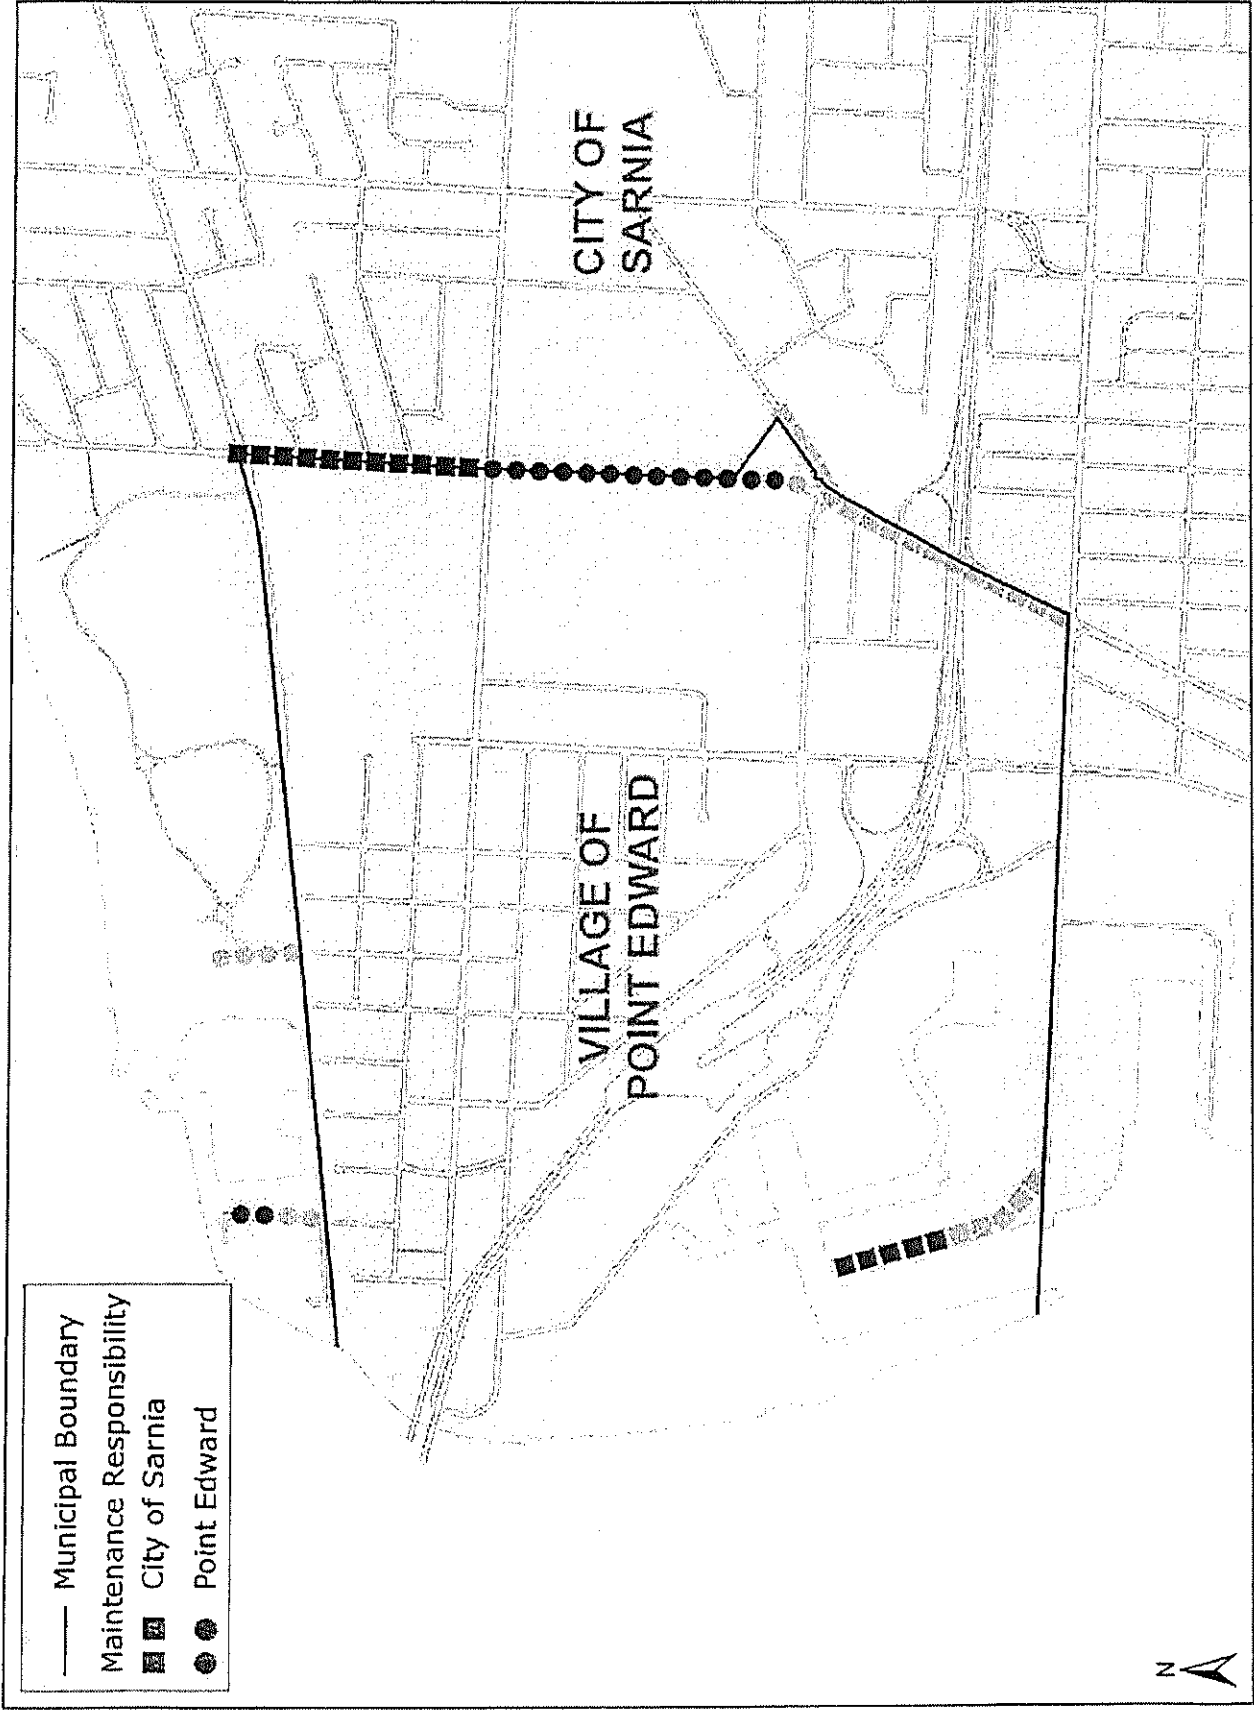 Municipal Boundary
Maintenance Responsibility
City of Sarnia
Point Edward
CITY OF
SARNIA
VILLAGE OF
POINT EDWARD
N